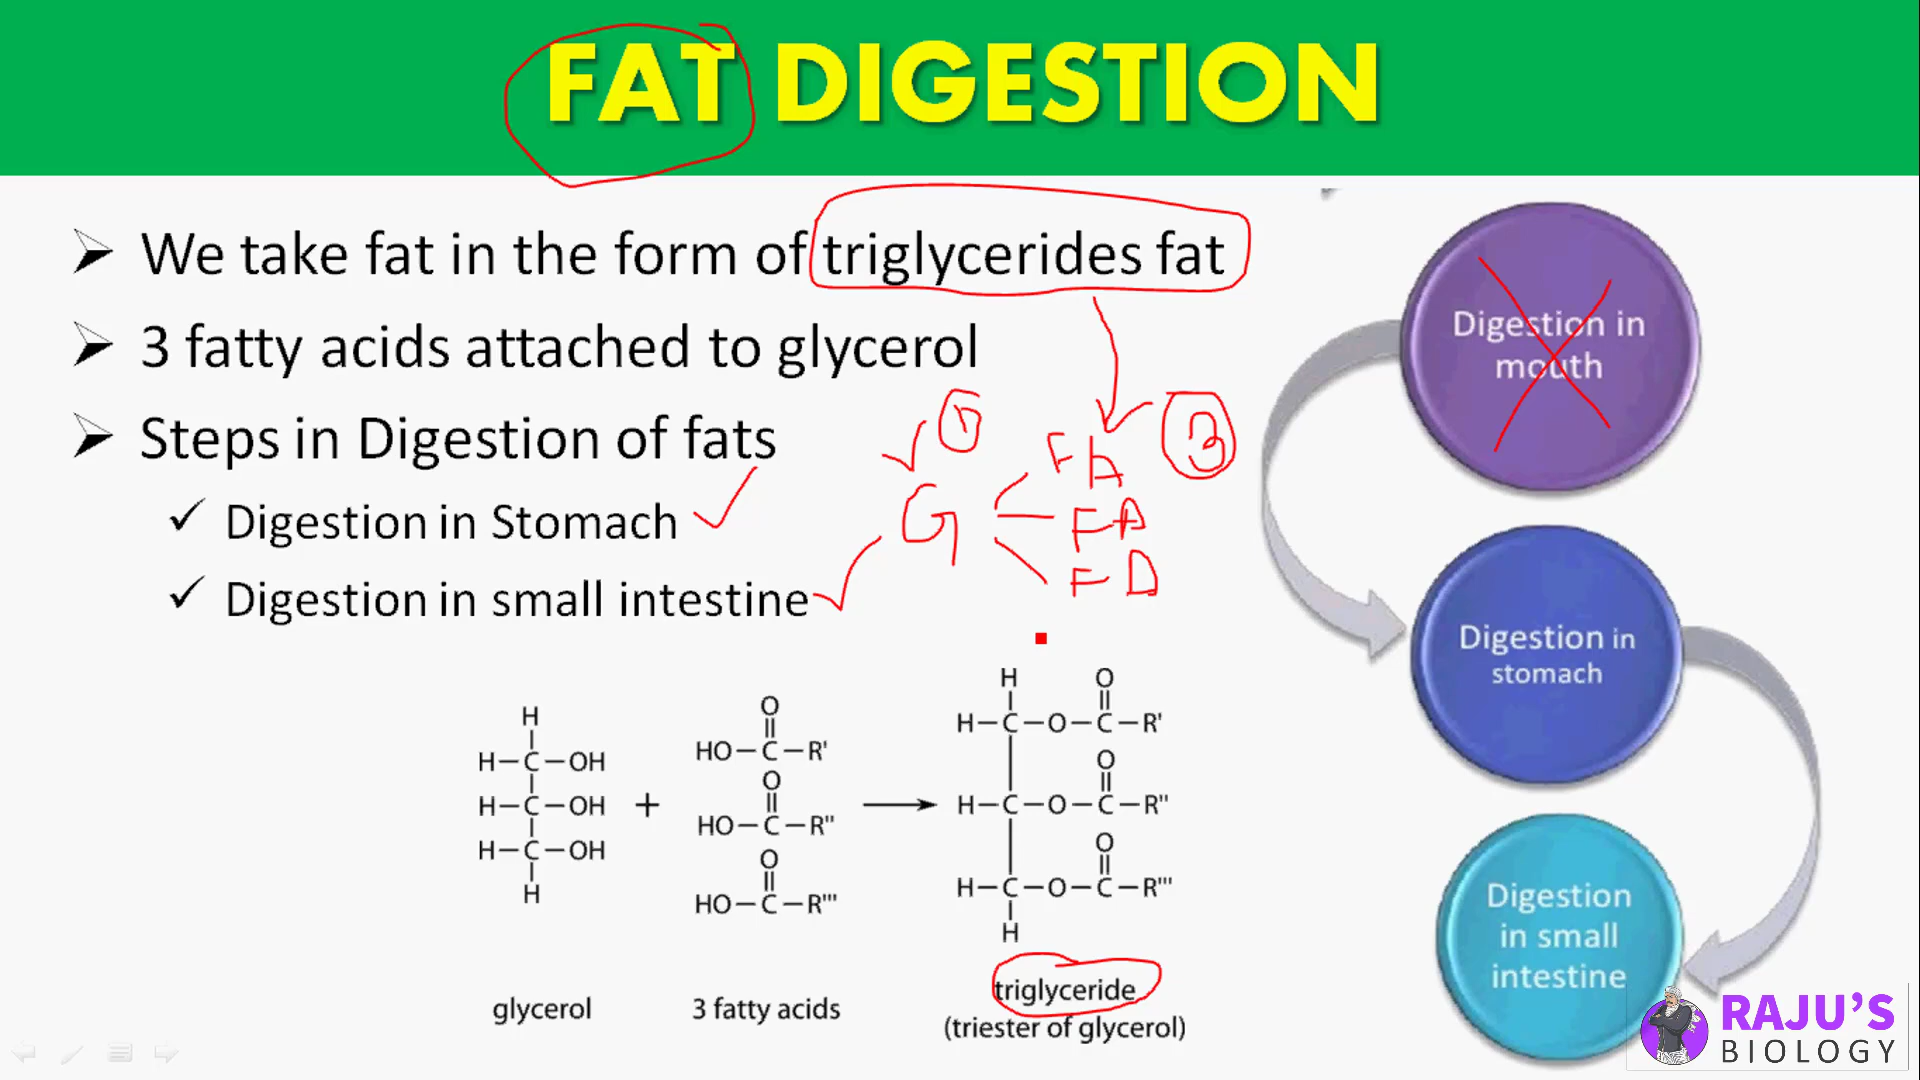 FAT DIGESTION
We take fat in the form of triglycerides fat
3 fatty acids attached to glycerol
Steps in Digestion of fats
Digestion in Stomach
Digestion in small intestine
1
3
G
FA
FA
FA
Digestion in
mouth
Digestion in
stomach
Digestion
in small
intestine
H
H-C-OH
H-C-OH
H-C-OH
H
+
O
HO-C-R'
O
HO-C-R"
O
HO-C-R'''
H O
H-C-O-C-R'
O
H-C-O-C-R"
O
H-C-O-C-R'''
H
glycerol
3 fatty acids
triglyceride
(triester of glycerol)
RAJU'S
BIOLOGY